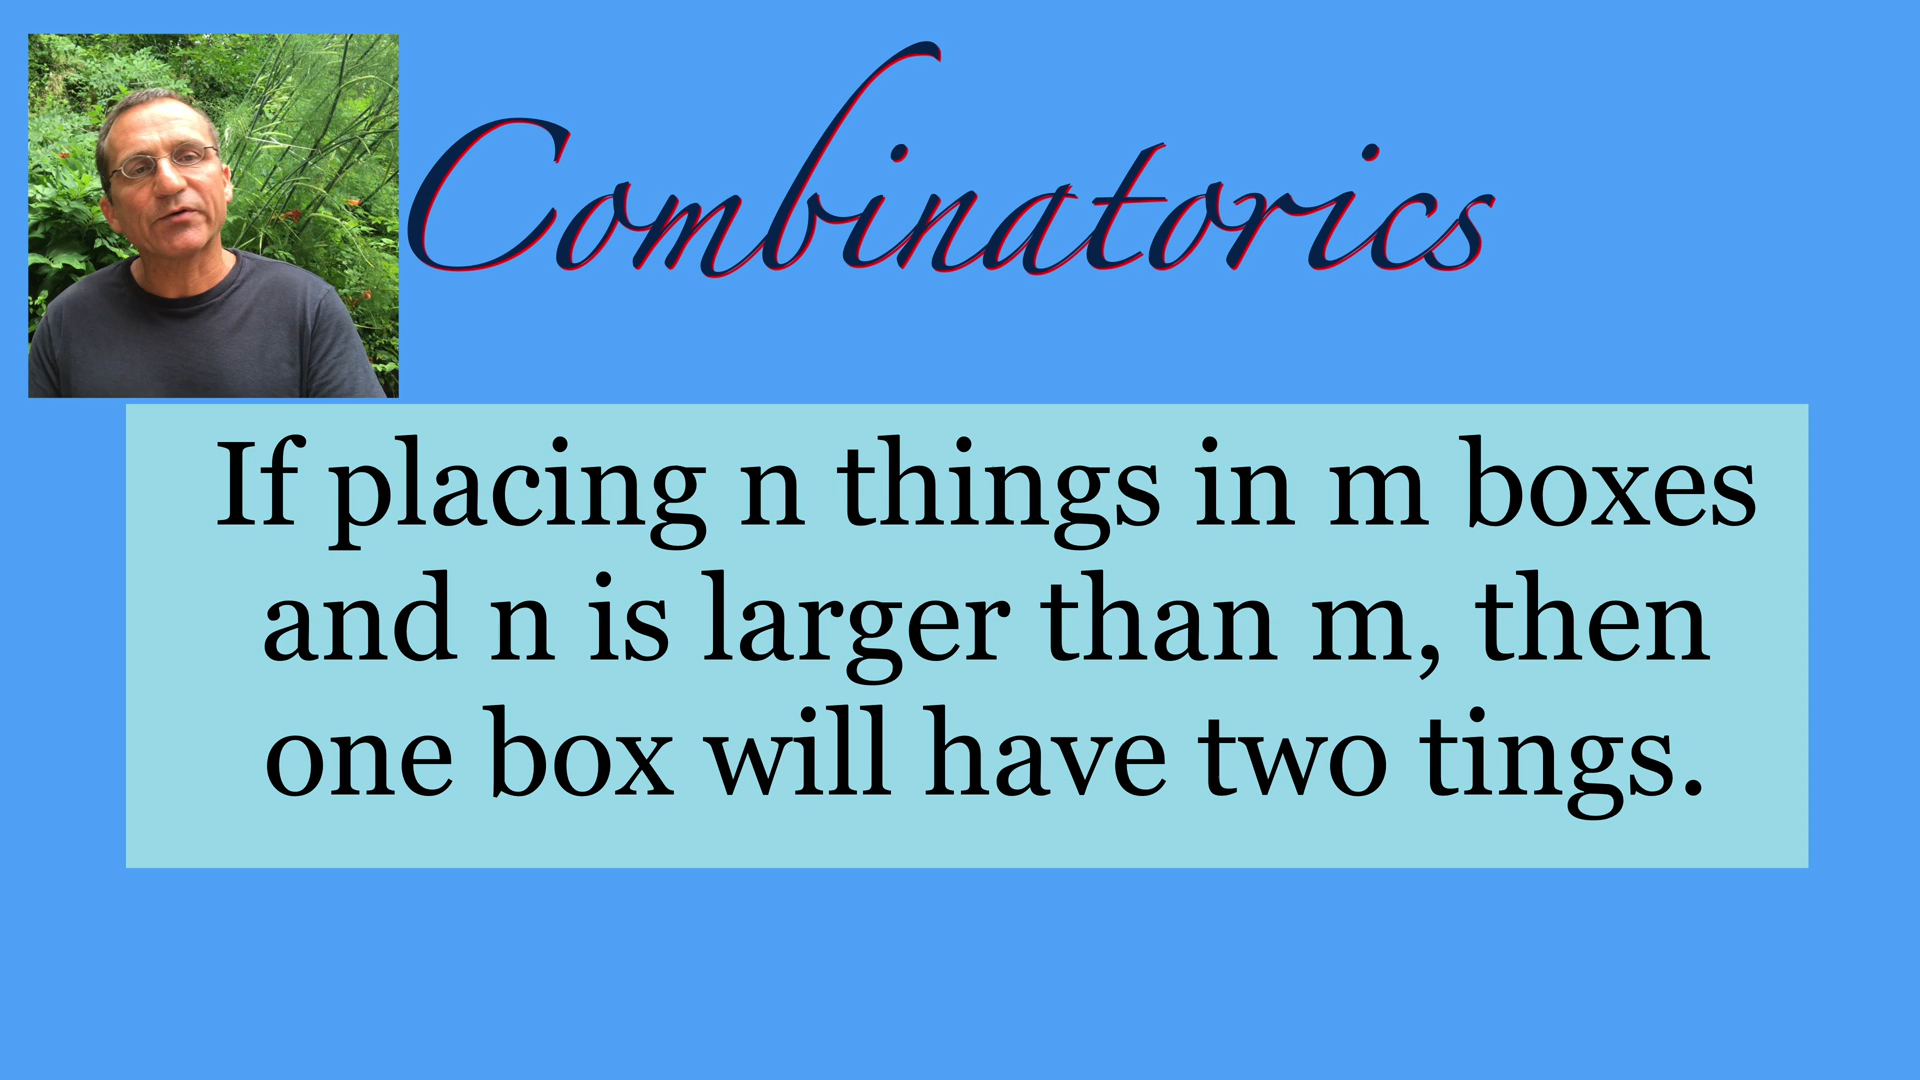 Combinatorics
If placing n things in m boxes
and n is larger than m, then
one box will have two tings.